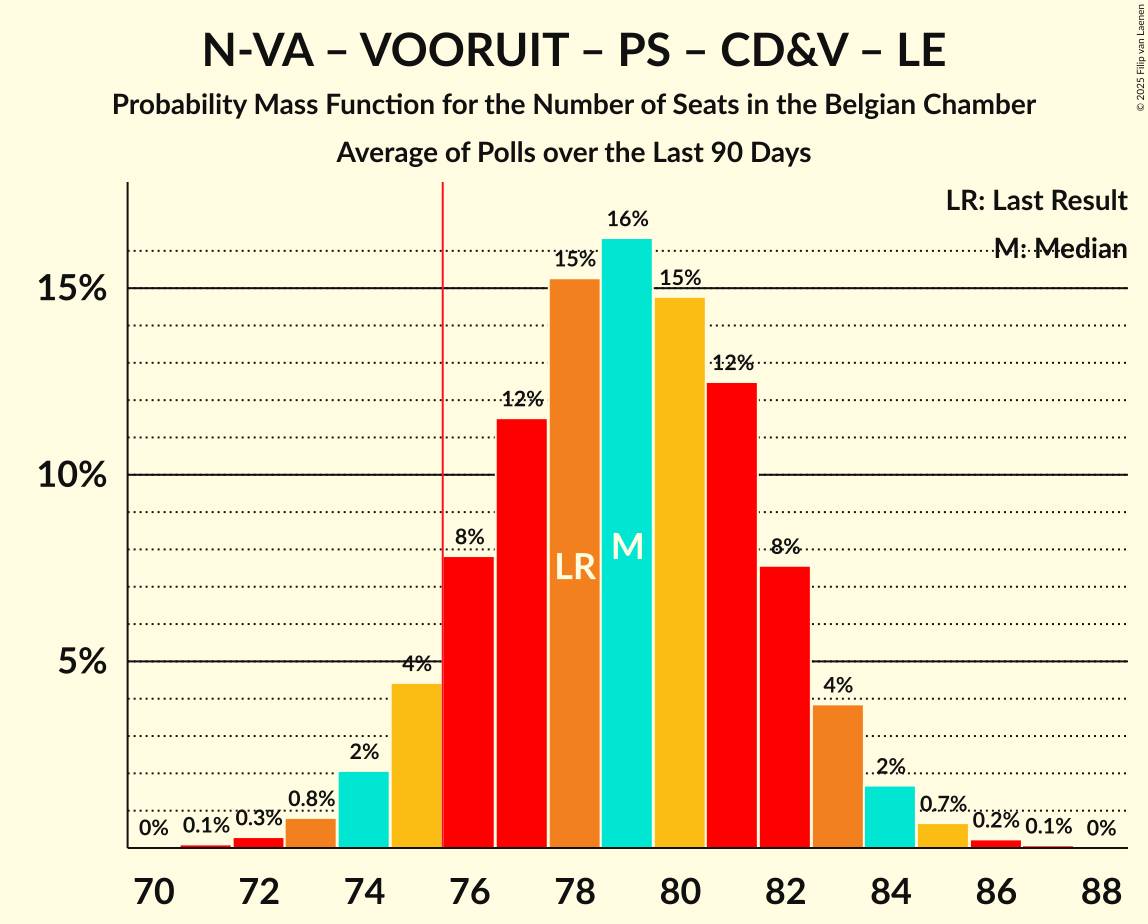 N-VA – VOORUIT – PS – CD&V – LE
Probability Mass Function for the Number of Seats in the Belgian Chamber
Average of Polls over the Last 90 Days
© 2025 Filip van Laenen
LR: Last Result
M: Median
15%
10%
5%
0%
0.1%
0.3%
0.8%
2%
4%
8%
12%
15%
16%
15%
12%
8%
4%
2%
0.7%
0.2%
0.1%
0%
LR
M
70 72 74 76 78 80 82 84 86 88